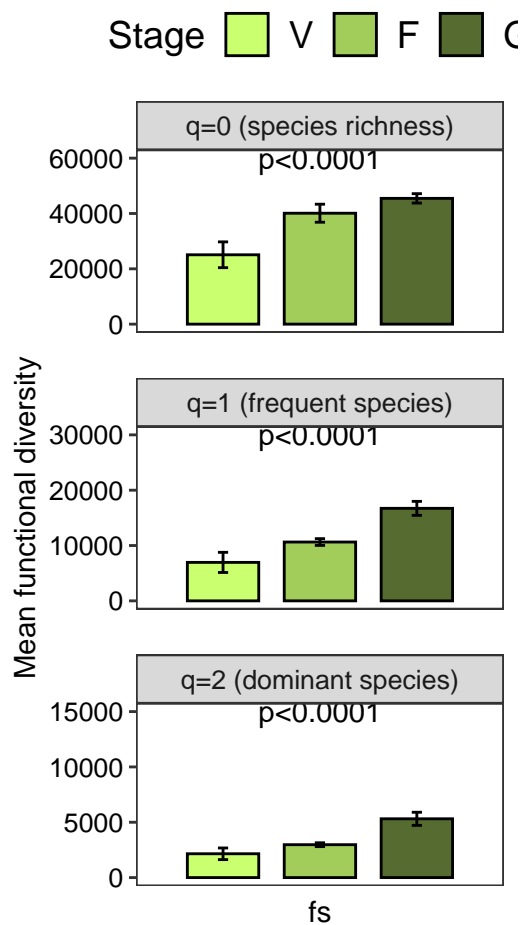 Stage V F
q=0 (species richness)
p<0.0001
60000
40000
20000
0
q=1 (frequent species)
p<0.0001
30000
20000
10000
0
q=2 (dominant species)
p<0.0001
15000
10000
5000
0
Mean functional diversity
fs